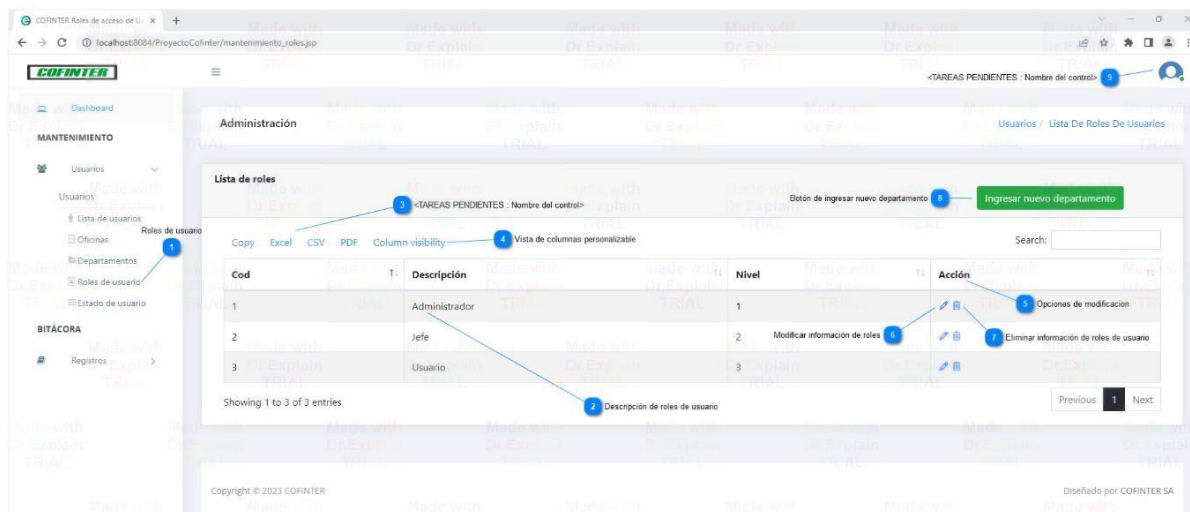 COFINTER Roles de acceso de Us
localhost:8084/ProyectoCofinter/mantenimiento_roles.jsp
COFINTER
<TAREAS PENDIENTES : Nombre del control> 9
Dashboard
Administración
Usuarios / Lista De Roles De Usuarios
MANTENIMIENTO
Usuarios
Lista de roles
Usuarios
3 <TAREAS PENDIENTES : Nombre del control>
Botón de ingresar nuevo departamento 8
Ingresar nuevo departamento
Lista de usuarios
Roles de usuario
1
Oficinas
Copy Excel CSV PDF Column visibility
4 Vista de columnas personalizable
Search:
Departamentos
Cod Descripción Nivel Acción
Roles de usuario
5 Opciones de modificacion
Estado de usuario
1 Administrador 1
BITÁCORA
2 Jefe 2
Modificar información de roles 6
7 Eliminar información de roles de usuario
Registros
3 Usuario 3
Showing 1 to 3 of 3 entries
2 Descripción de roles de usuario
Previous 1 Next
Copyright © 2023 COFINTER
Diseñado por COFINTER SA
Made with
Dr.Explain
TRIAL